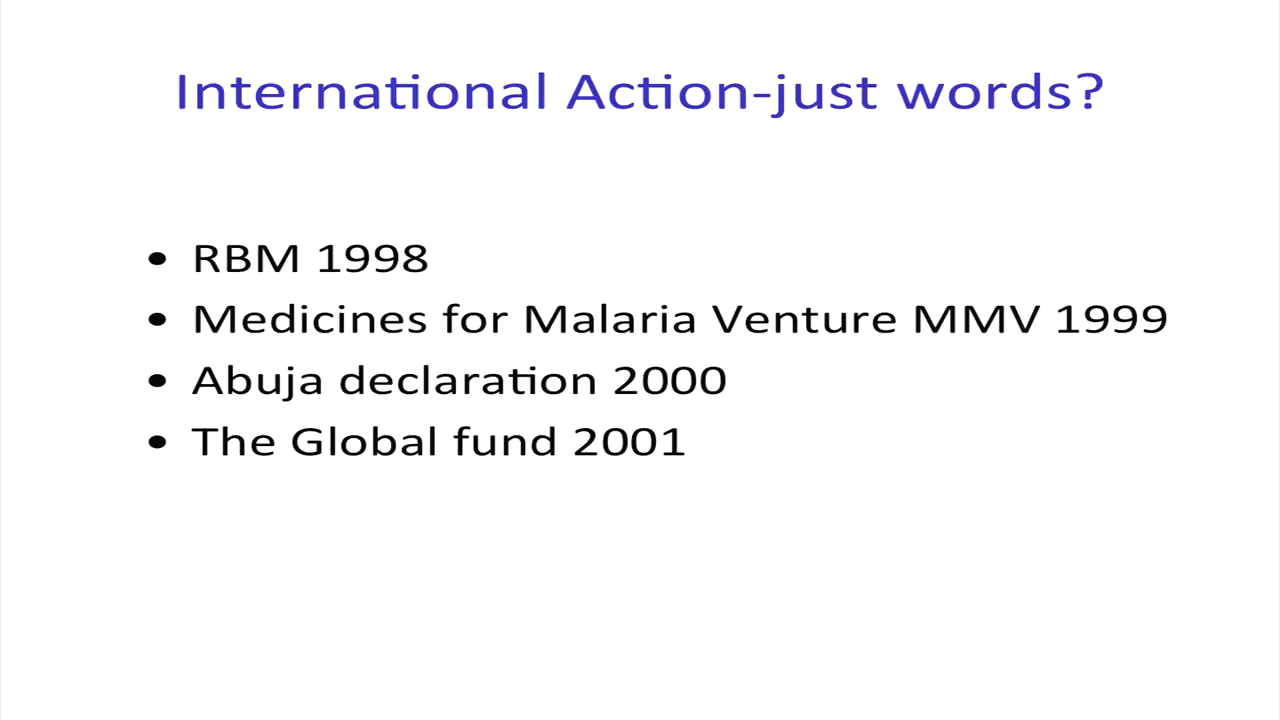 International Action-just words?
• RBM 1998
• Medicines for Malaria Venture MMV 1999
• Abuja declaration 2000
• The Global fund 2001